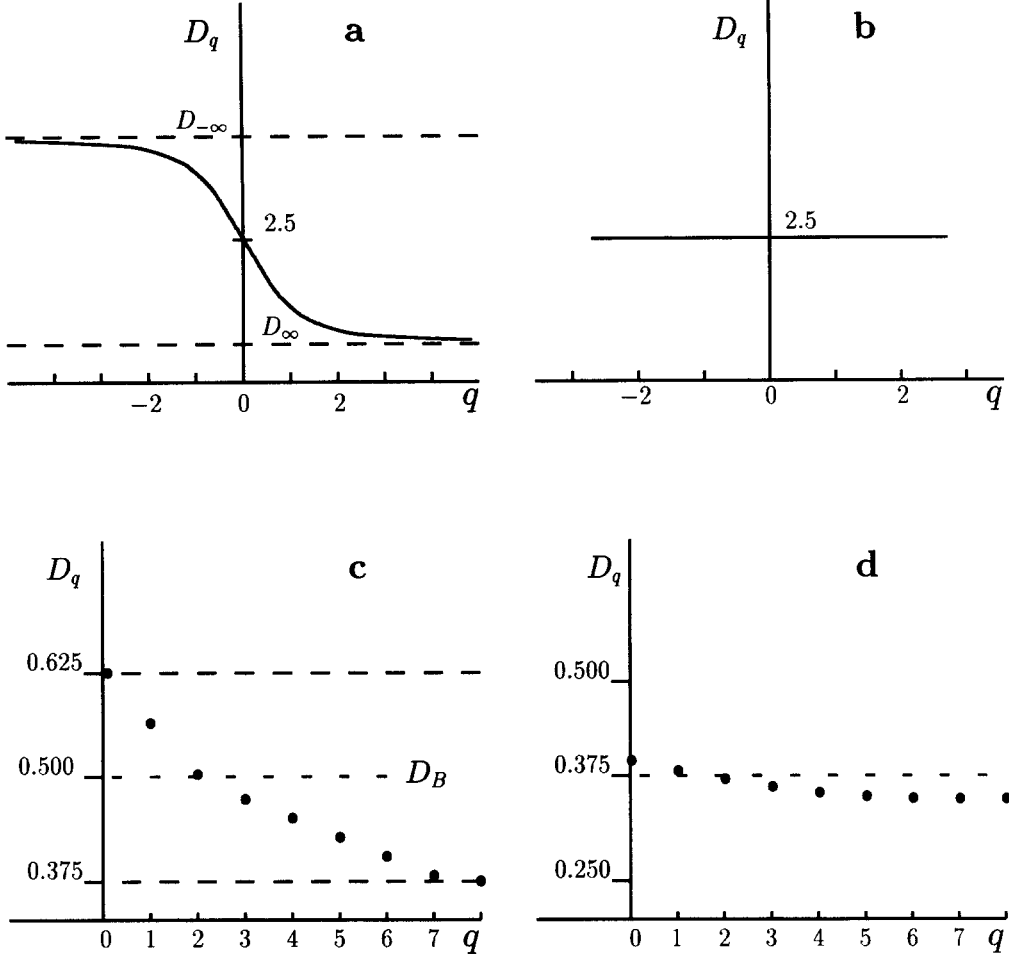 D_q a
D_{-∞}
2.5
D_∞
−2 0 2 q
D_q b
2.5
−2 0 2 q
D_q c
0.625
0.500 D_B
0.375
0 1 2 3 4 5 6 7 q
D_q d
0.500
0.375
0.250
0 1 2 3 4 5 6 7 q